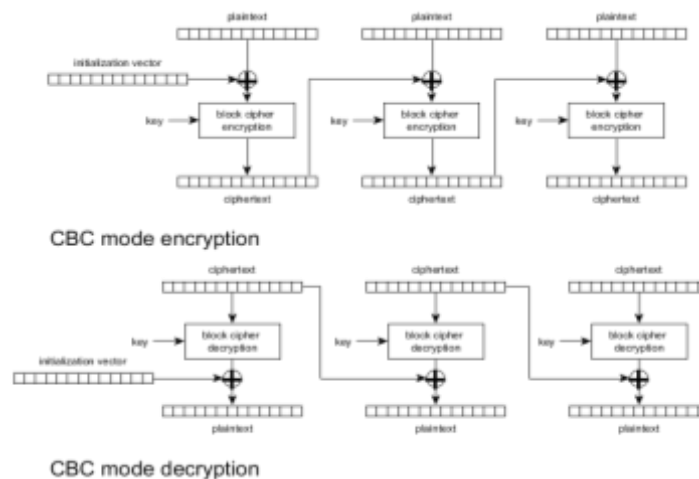 plaintext plaintext plaintext
initialization vector
key block cipher encryption key block cipher encryption key block cipher encryption
ciphertext ciphertext ciphertext
CBC mode encryption
ciphertext ciphertext ciphertext
key block cipher decryption key block cipher decryption key block cipher decryption
initialization vector
plaintext plaintext plaintext
CBC mode decryption